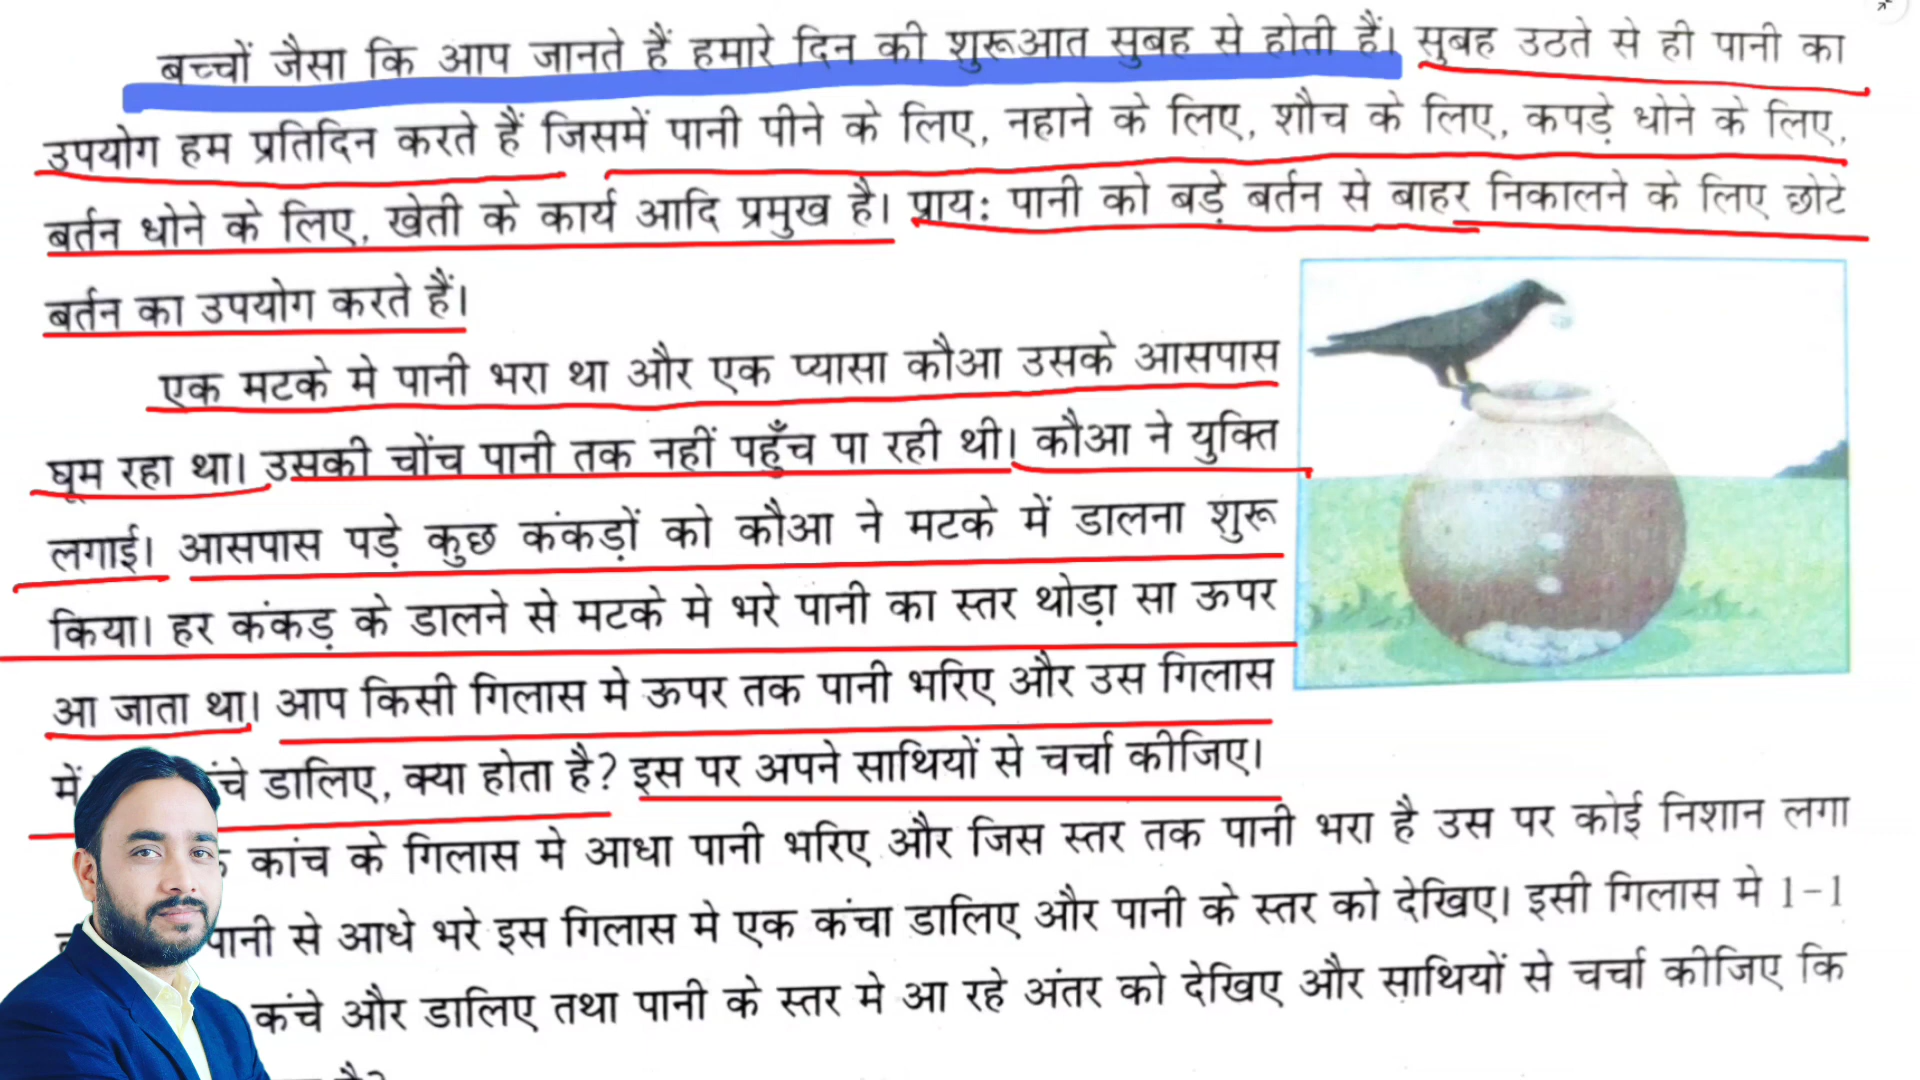 बच्चों जैसा कि आप जानते हैं हमारे दिन की शुरूआत सुबह से होती हैं। सुबह उठते से ही पानी का
उपयोग हम प्रतिदिन करते हैं जिसमें पानी पीने के लिए, नहाने के लिए, शौच के लिए, कपड़े धोने के लिए,
बर्तन धोने के लिए, खेती के कार्य आदि प्रमुख है। प्रायः पानी को बड़े बर्तन से बाहर निकालने के लिए छोटे
बर्तन का उपयोग करते हैं।
एक मटके मे पानी भरा था और एक प्यासा कौआ उसके आसपास
घूम रहा था। उसकी चोंच पानी तक नहीं पहुँच पा रही थी। कौआ ने युक्ति
लगाई। आसपास पड़े कुछ कंकड़ों को कौआ ने मटके में डालना शुरू
किया। हर कंकड़ के डालने से मटके मे भरे पानी का स्तर थोड़ा सा ऊपर
आ जाता था। आप किसी गिलास मे ऊपर तक पानी भरिए और उस गिलास
में डालिए, क्या होता है? इस पर अपने साथियों से चर्चा कीजिए।
कांच के गिलास मे आधा पानी भरिए और जिस स्तर तक पानी भरा है उस पर कोई निशान लगा
पानी से आधे भरे इस गिलास मे एक कंचा डालिए और पानी के स्तर को देखिए। इसी गिलास मे 1-1
कंचे और डालिए तथा पानी के स्तर मे आ रहे अंतर को देखिए और साथियों से चर्चा कीजिए कि